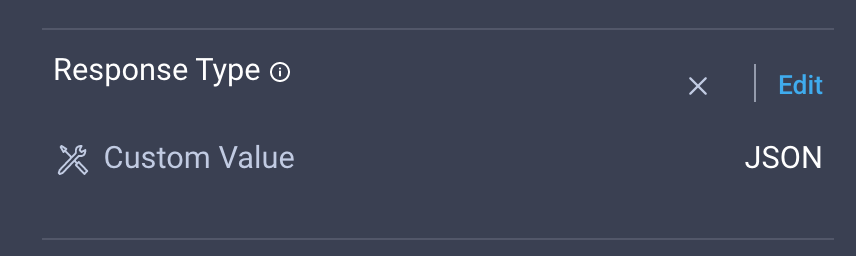 Response Type
Edit
Custom Value
JSON